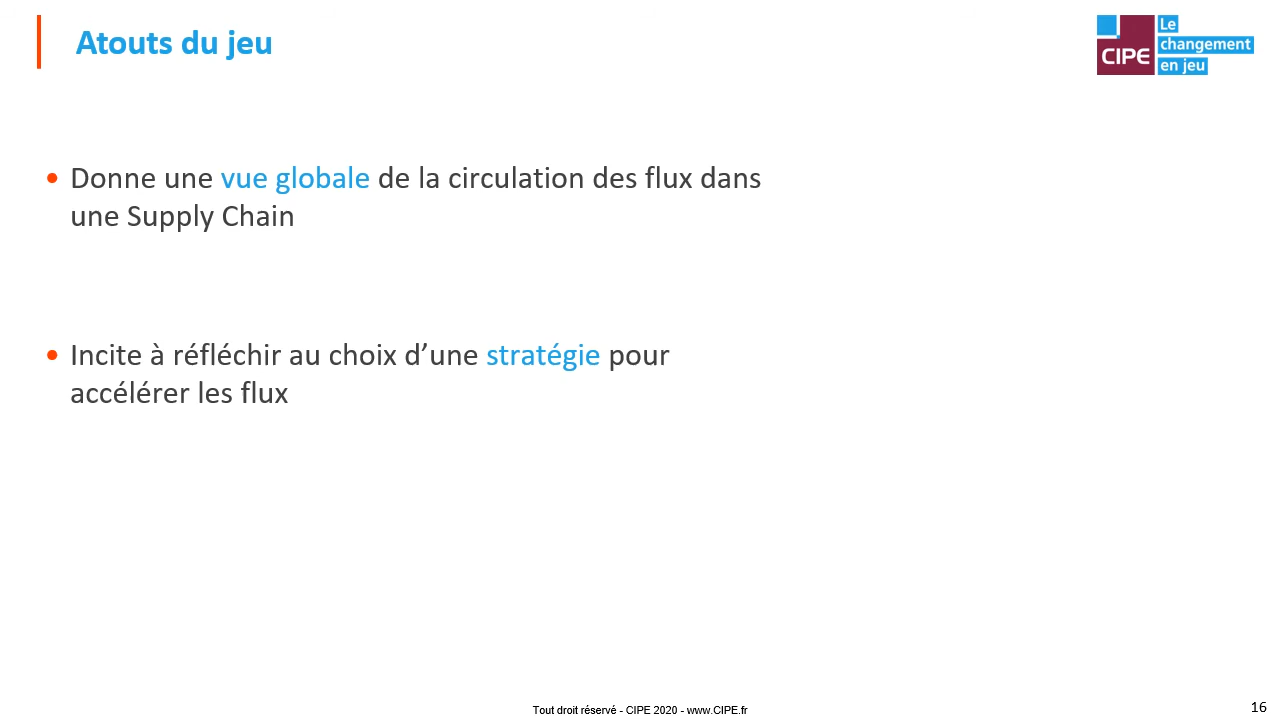 Atouts du jeu
CIPE
Le
changement
en jeu
• Donne une vue globale de la circulation des flux dans
une Supply Chain
• Incite à réfléchir au choix d’une stratégie pour
accélérer les flux
Tout droit réservé - CIPE 2020 - www.CIPE.fr
16